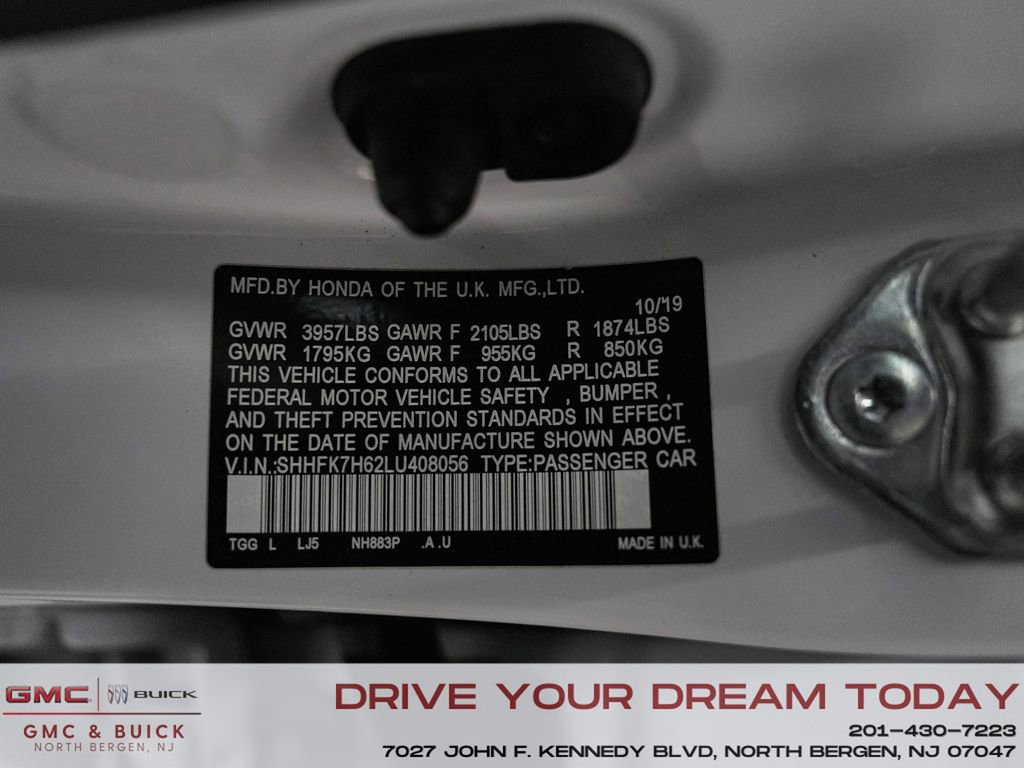 MFD.BY HONDA OF THE U.K. MFG.,LTD.
10/19
GVWR 3957LBS GAWR F 2105LBS R 1874LBS
GVWR 1795KG GAWR F 955KG R 850KG
THIS VEHICLE CONFORMS TO ALL APPLICABLE
FEDERAL MOTOR VEHICLE SAFETY , BUMPER ,
AND THEFT PREVENTION STANDARDS IN EFFECT
ON THE DATE OF MANUFACTURE SHOWN ABOVE.
V.I.N.:SHHFK7H62LU408056 TYPE:PASSENGER CAR
TGG L LJ5 NH883P .A .U MADE IN U.K.
GMC BUICK
GMC & BUICK
NORTH BERGEN, NJ
DRIVE YOUR DREAM TODAY
201-430-7223
7027 JOHN F. KENNEDY BLVD, NORTH BERGEN, NJ 07047